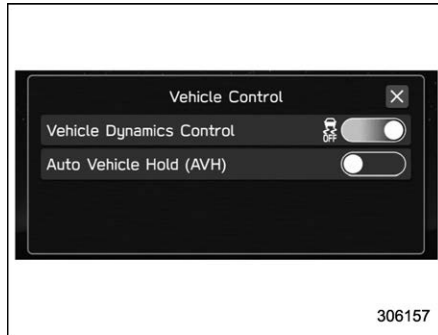 Vehicle Control
Vehicle Dynamics Control OFF
Auto Vehicle Hold (AVH)
306157